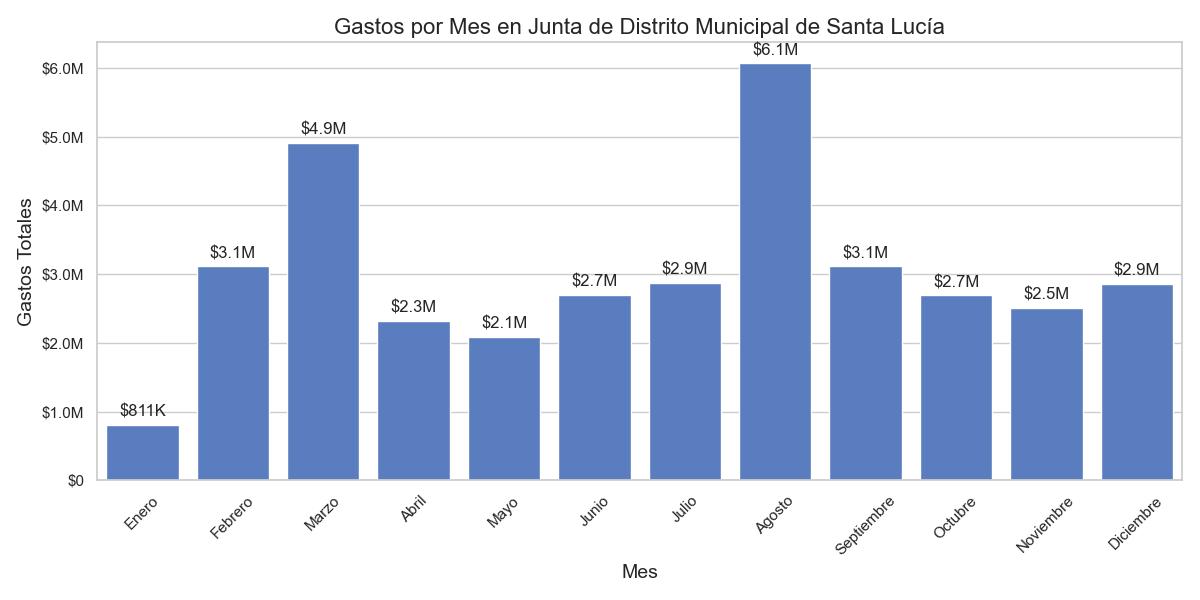 Gastos por Mes en Junta de Distrito Municipal de Santa Lucía
Gastos Totales
$6.0M
$5.0M
$4.0M
$3.0M
$2.0M
$1.0M
$0
$811K
$3.1M
$4.9M
$2.3M
$2.1M
$2.7M
$2.9M
$6.1M
$3.1M
$2.7M
$2.5M
$2.9M
Enero
Febrero
Marzo
Abril
Mayo
Junio
Julio
Agosto
Septiembre
Octubre
Noviembre
Diciembre
Mes